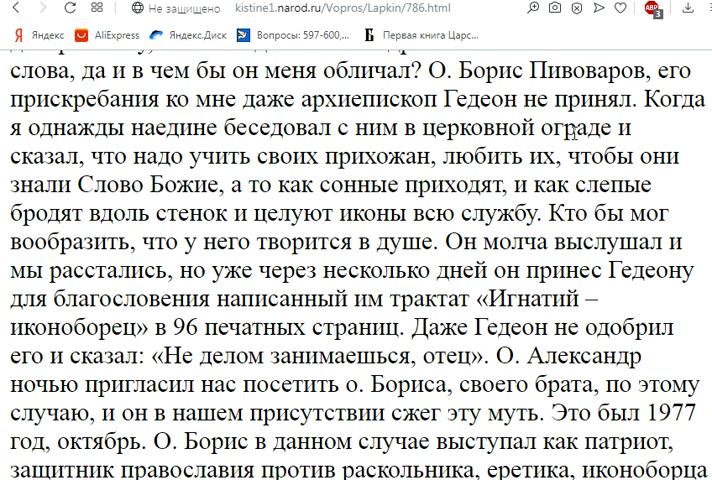 Не защищено kistine1.narod.ru/Vopros/Lapkin/786.html
Яндекс AliExpress Яндекс.Диск Вопросы: 597-600,... Первая книга Царс...
слова, да и в чем бы он меня обличал? О. Борис Пивоваров, его
прискребания ко мне даже архиепископ Гедеон не принял. Когда
я однажды наедине беседовал с ним в церковной ограде и
сказал, что надо учить своих прихожан, любить их, чтобы они
знали Слово Божие, а то как сонные приходят, и как слепые
бродят вдоль стенок и целуют иконы всю службу. Кто бы мог
вообразить, что у него творится в душе. Он молча выслушал и
мы расстались, но уже через несколько дней он принес Гедеону
для благословения написанный им трактат «Игнатий –
иконоборец» в 96 печатных страниц. Даже Гедеон не одобрил
его и сказал: «Не делом занимаешься, отец». О. Александр
ночью пригласил нас посетить о. Бориса, своего брата, по этому
случаю, и он в нашем присутствии сжег эту муть. Это был 1977
год, октябрь. О. Борис в данном случае выступал как патриот,
защитник православия против раскольника, еретика, иконоборца